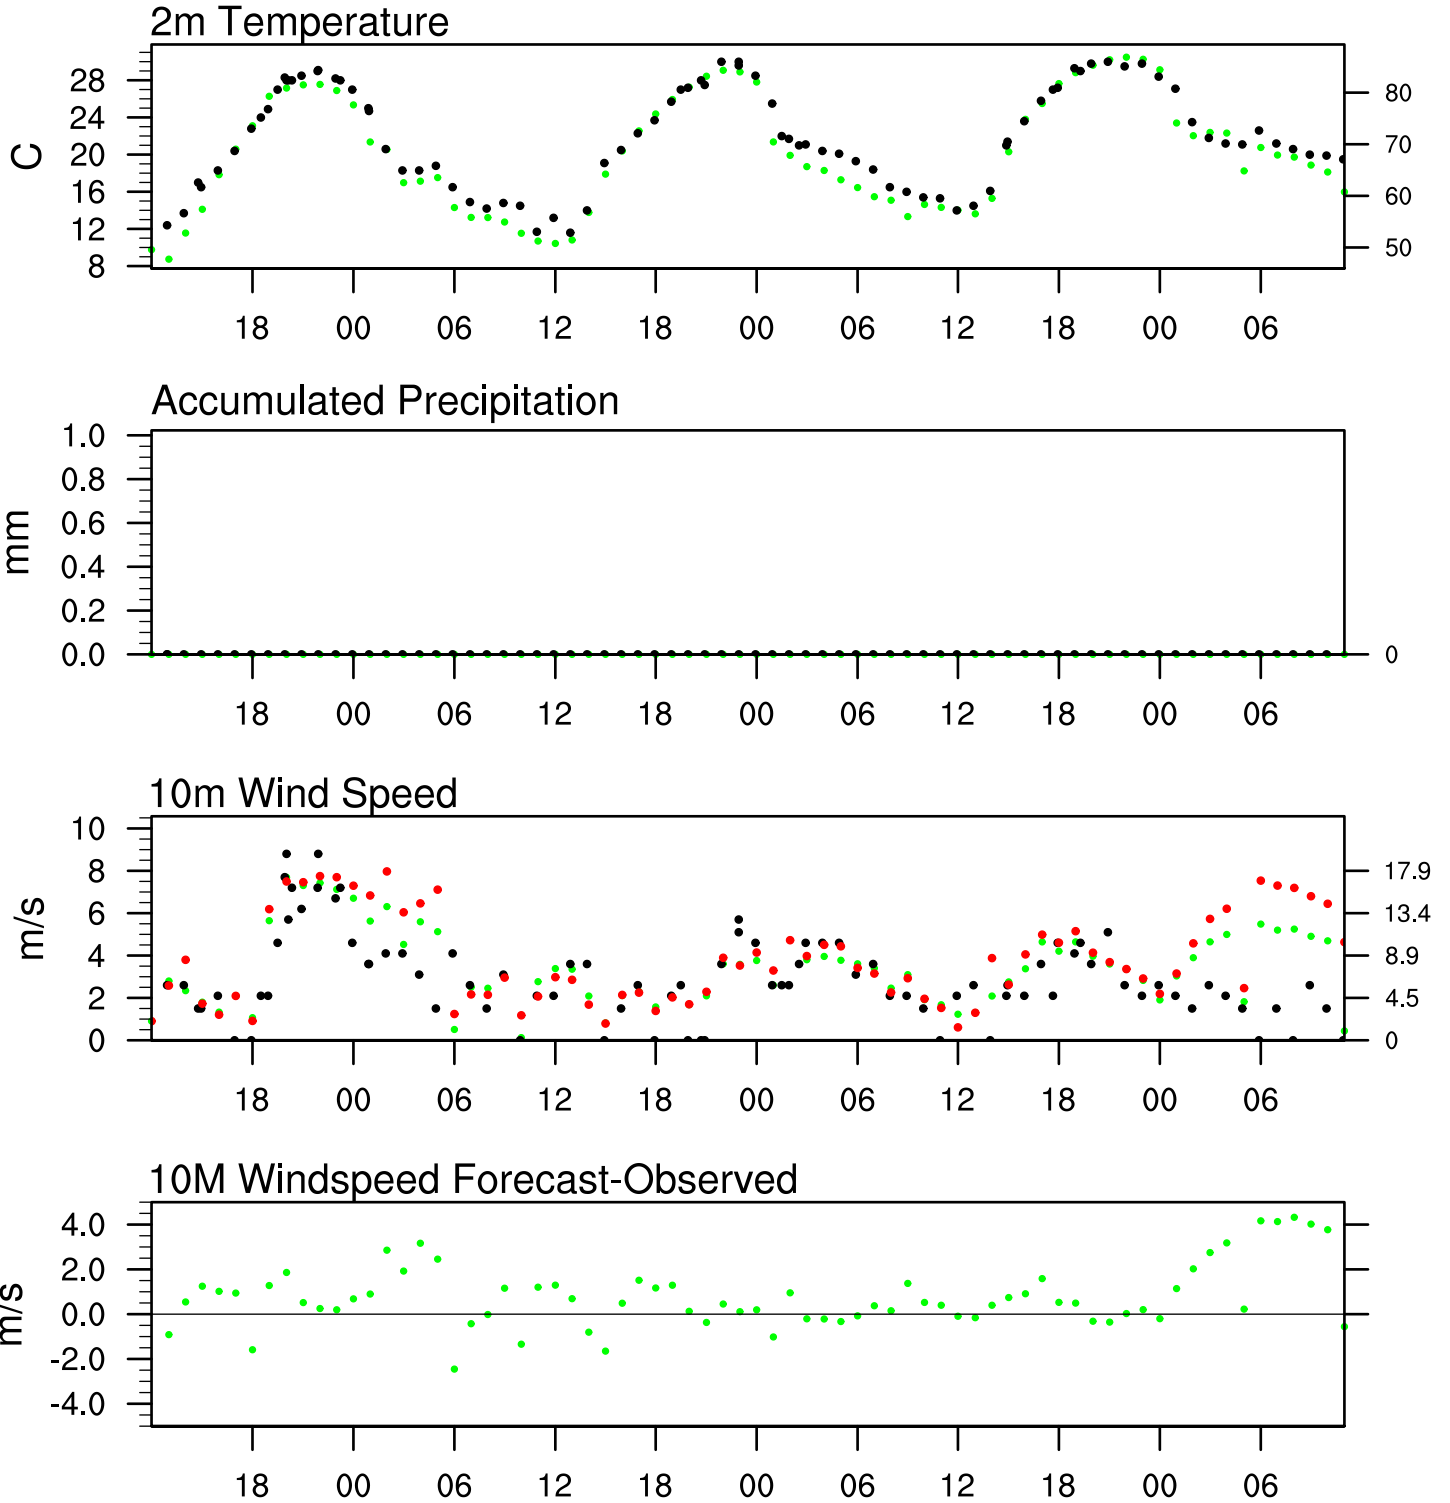 2m Temperature
C
28
24
20
16
12
8
80
70
60
50
18 00 06 12 18 00 06 12 18 00 06
Accumulated Precipitation
mm
1.0
0.8
0.6
0.4
0.2
0.0
0
18 00 06 12 18 00 06 12 18 00 06
10m Wind Speed
m/s
10
8
6
4
2
0
17.9
13.4
8.9
4.5
0
18 00 06 12 18 00 06 12 18 00 06
10M Windspeed Forecast-Observed
m/s
4.0
2.0
0.0
-2.0
-4.0
18 00 06 12 18 00 06 12 18 00 06